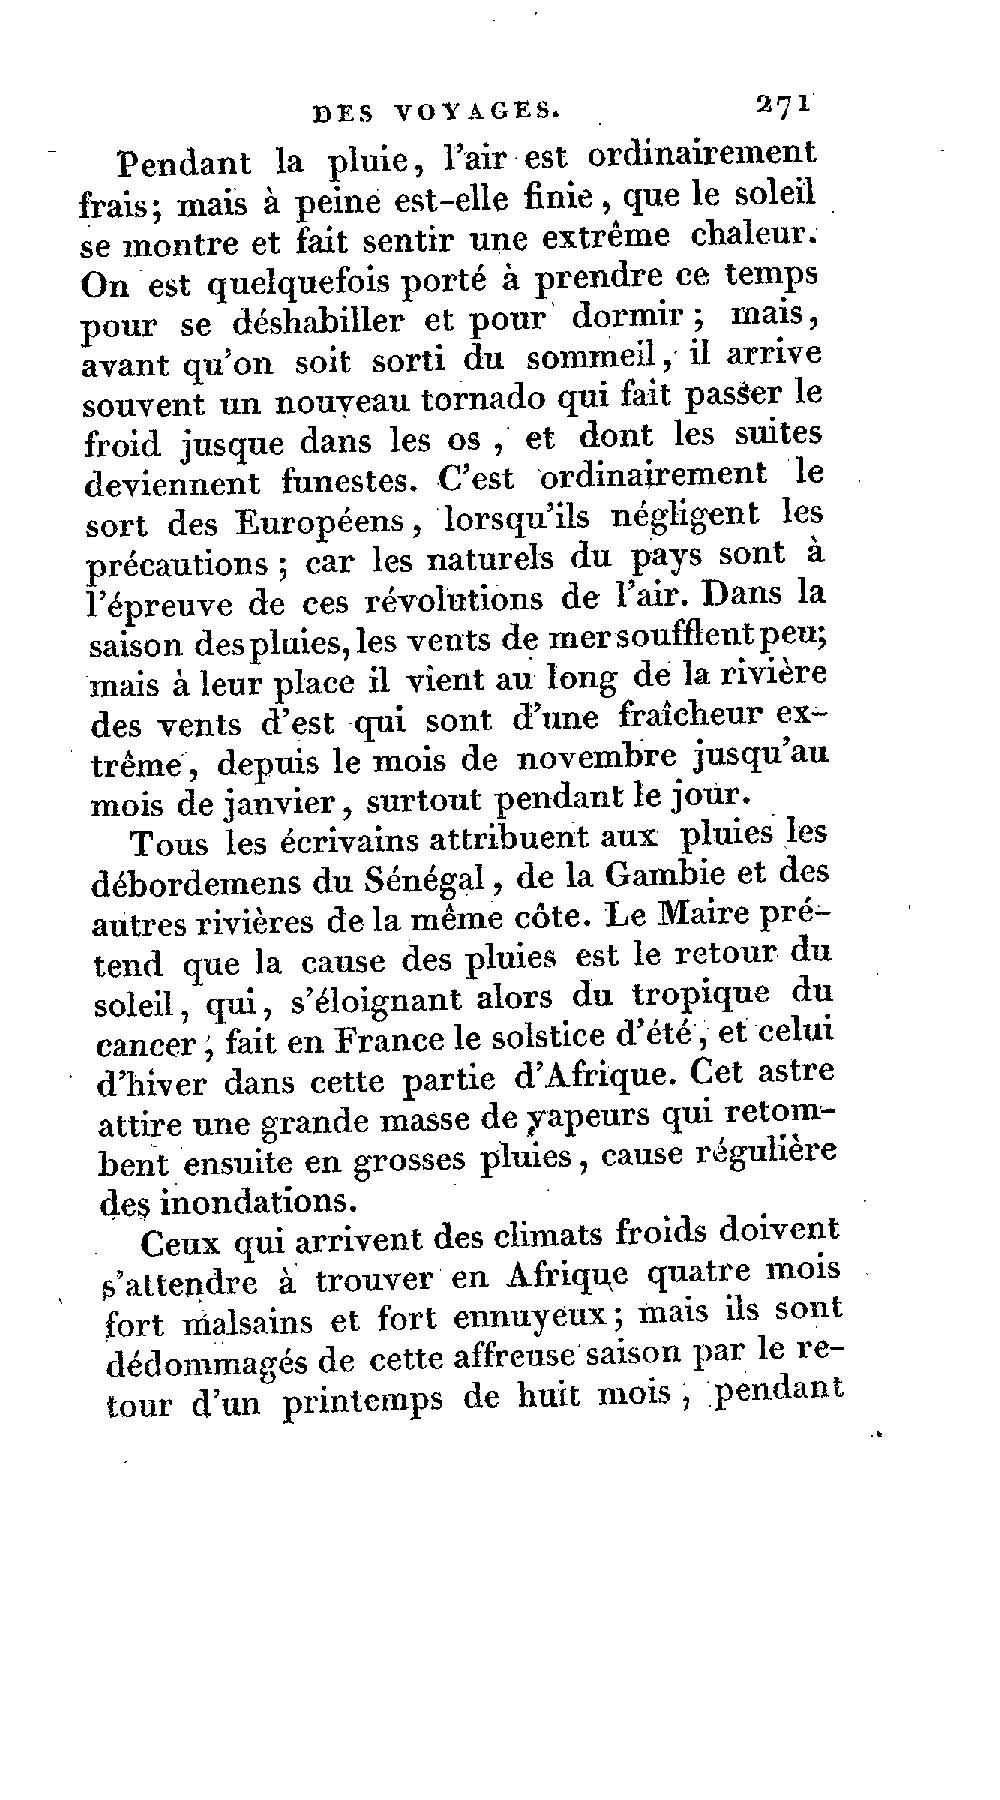 DES VOYAGES. 271
Pendant la pluie, l'air est ordinairement
frais; mais à peine est-elle finie, que le soleil
se montre et fait sentir une extrême chaleur.
On est quelquefois porté à prendre ce temps
pour se déshabiller et pour dormir; mais,
avant qu'on soit sorti du sommeil, il arrive
souvent un nouveau tornado qui fait passer le
froid jusque dans les os, et dont les suites
deviennent funestes. C'est ordinairement le
sort des Européens, lorsqu'ils négligent les
précautions; car les naturels du pays sont à
l'épreuve de ces révolutions de l'air. Dans la
saison des pluies, les vents de mer soufflent peu;
mais à leur place il vient au long de la rivière
des vents d'est qui sont d'une fraîcheur ex-
trême, depuis le mois de novembre jusqu'au
mois de janvier, surtout pendant le jour.
Tous les écrivains attribuent aux pluies les
débordemens du Sénégal, de la Gambie et des
autres rivières de la même côte. Le Maire pré-
tend que la cause des pluies est le retour du
soleil, qui, s'éloignant alors du tropique du
cancer, fait en France le solstice d'été, et celui
d'hiver dans cette partie d'Afrique. Cet astre
attire une grande masse de vapeurs qui retom-
bent ensuite en grosses pluies, cause régulière
des inondations.
Ceux qui arrivent des climats froids doivent
s'attendre à trouver en Afrique quatre mois
fort malsains et fort ennuyeux; mais ils sont
dédommagés de cette affreuse saison par le re-
tour d'un printemps de huit mois, pendant